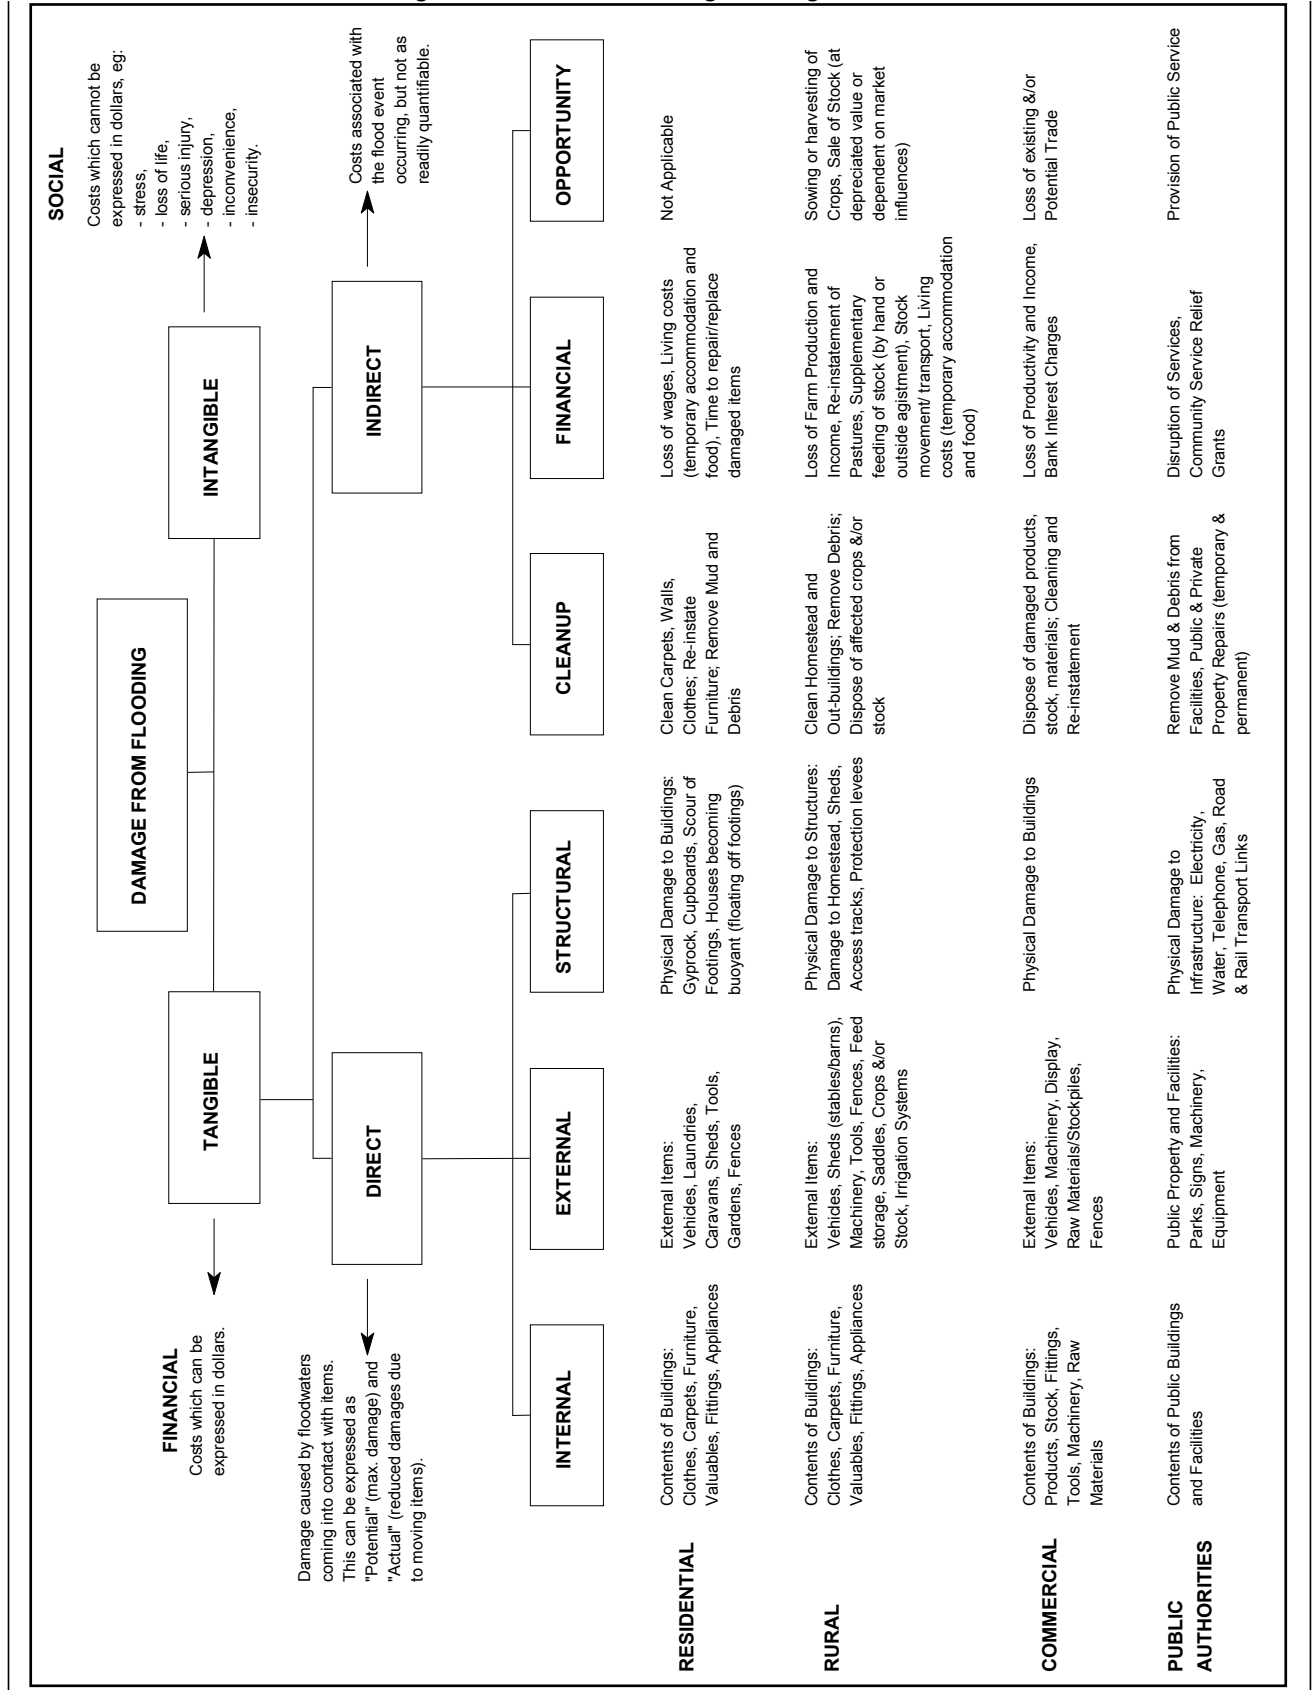 DAMAGE FROM FLOODING
SOCIAL
Costs which cannot be
expressed in dollars, eg:
- stress,
- loss of life,
- serious injury,
- depression,
- inconvenience,
- insecurity.
FINANCIAL
Costs which can be
expressed in dollars.
TANGIBLE
INTANGIBLE
Damage caused by floodwaters
coming into contact with items.
This can be expressed as
"Potential" (max. damage) and
"Actual" (reduced damages due
to moving items).
DIRECT
INDIRECT
Costs associated with
the flood event
occurring, but not as
readily quantifiable.
INTERNAL
EXTERNAL
STRUCTURAL
CLEANUP
FINANCIAL
OPPORTUNITY
RESIDENTIAL
Contents of Buildings:
Clothes, Carpets, Furniture,
Valuables, Fittings, Appliances
External Items:
Vehicles, Laundries,
Caravans, Sheds, Tools,
Gardens, Fences
Physical Damage to Buildings:
Gyprock, Cupboards, Scour of
Footings, Houses becoming
buoyant (floating off footings)
Clean Carpets, Walls,
Clothes; Re-instate
Furniture; Remove Mud and
Debris
Loss of wages, Living costs
(temporary accommodation and
food), Time to repair/replace
damaged items
Not Applicable
RURAL
Contents of Buildings:
Clothes, Carpets, Furniture,
Valuables, Fittings, Appliances
External Items:
Vehicles, Sheds (stables/barns),
Machinery, Tools, Fences, Feed
storage, Saddles, Crops &/or
Stock, Irrigation Systems
Physical Damage to Structures:
Damage to Homestead, Sheds,
Access tracks, Protection levees
Clean Homestead and
Out-buildings; Remove Debris;
Dispose of affected crops &/or
stock
Loss of Farm Production and
Income, Re-instatement of
Pastures, Supplementary
feeding of stock (by hand or
outside agistment), Stock
movement/ transport, Living
costs (temporary accommodation
and food)
Sowing or harvesting of
Crops, Sale of Stock (at
depreciated value or
dependent on market
influences)
COMMERCIAL
Contents of Buildings:
Products, Stock, Fittings,
Tools, Machinery, Raw
Materials
External Items:
Vehicles, Machinery, Display,
Raw Materials/Stockpiles,
Fences
Physical Damage to Buildings
Dispose of damaged products,
stock, materials; Cleaning and
Re-instatement
Loss of Productivity and Income,
Bank Interest Charges
Loss of existing &/or
Potential Trade
PUBLIC
AUTHORITIES
Contents of Public Buildings
and Facilities
Public Property and Facilities:
Parks, Signs, Machinery,
Equipment
Physical Damage to
Infrastructure: Electricity,
Water, Telephone, Gas, Road
& Rail Transport Links
Remove Mud & Debris from
Facilities, Public & Private
Property Repairs (temporary &
permanent)
Disruption of Services,
Community Service Relief
Grants
Provision of Public Service